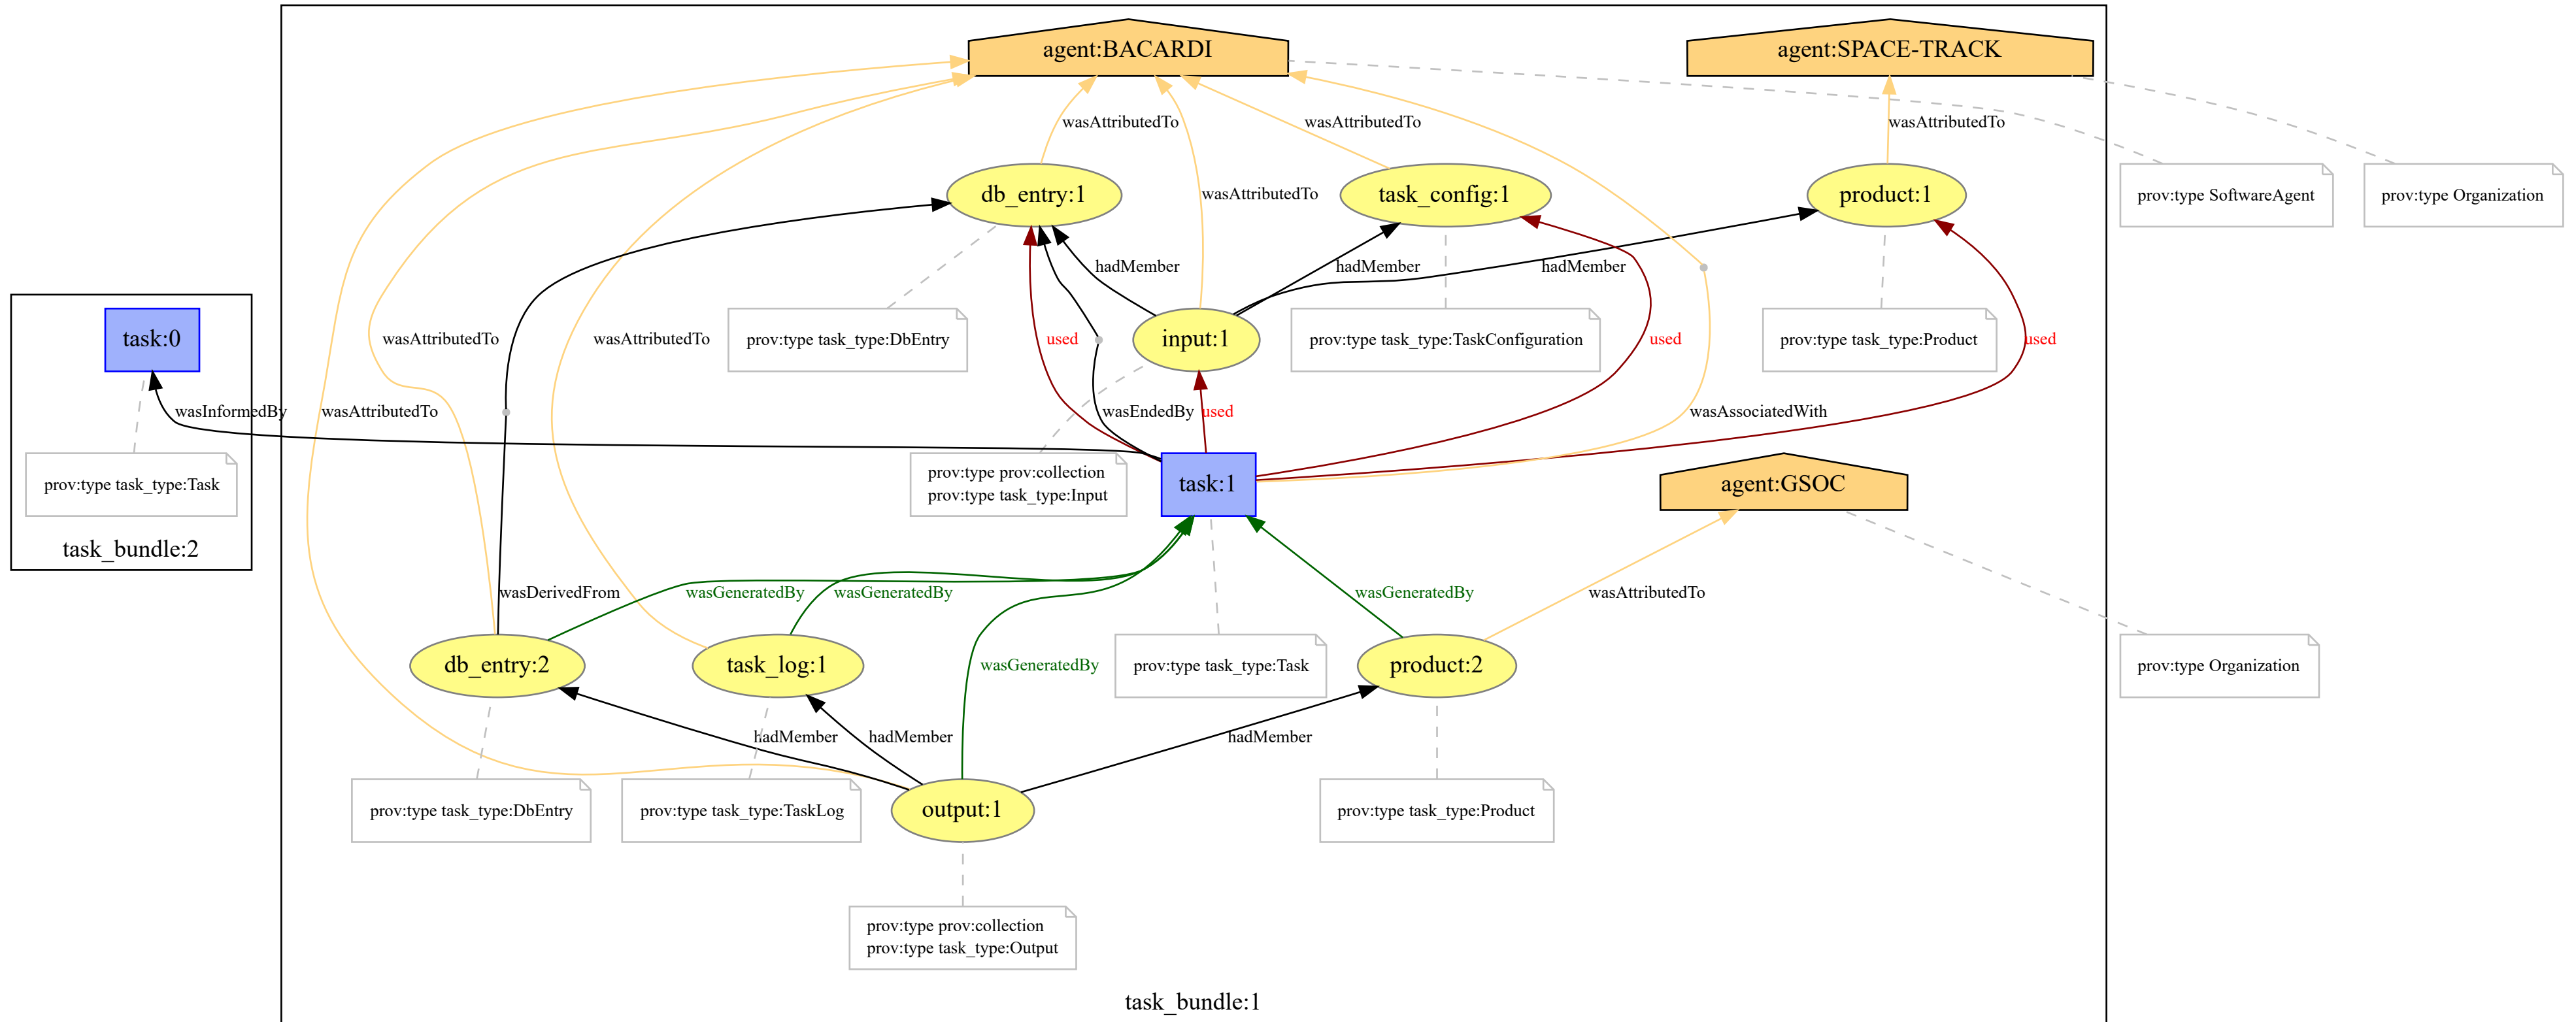 agent:BACARDI
agent:SPACE-TRACK
wasAttributedTo
wasAttributedTo
wasAttributedTo
db_entry:1
wasAttributedTo
task_config:1
product:1
prov:type SoftwareAgent
prov:type Organization
hadMember
hadMember
hadMember
task:0
wasAttributedTo
wasAttributedTo
prov:type task_type:DbEntry
used
input:1
prov:type task_type:TaskConfiguration
used
prov:type task_type:Product
used
wasInformedBy
wasAttributedTo
wasEndedBy
used
wasAssociatedWith
prov:type task_type:Task
prov:type prov:collection
prov:type task_type:Input
task:1
agent:GSOC
task_bundle:2
wasDerivedFrom
wasGeneratedBy
wasGeneratedBy
wasGeneratedBy
wasAttributedTo
db_entry:2
task_log:1
wasGeneratedBy
prov:type task_type:Task
product:2
prov:type Organization
hadMember
hadMember
hadMember
prov:type task_type:DbEntry
prov:type task_type:TaskLog
output:1
prov:type task_type:Product
prov:type prov:collection
prov:type task_type:Output
task_bundle:1